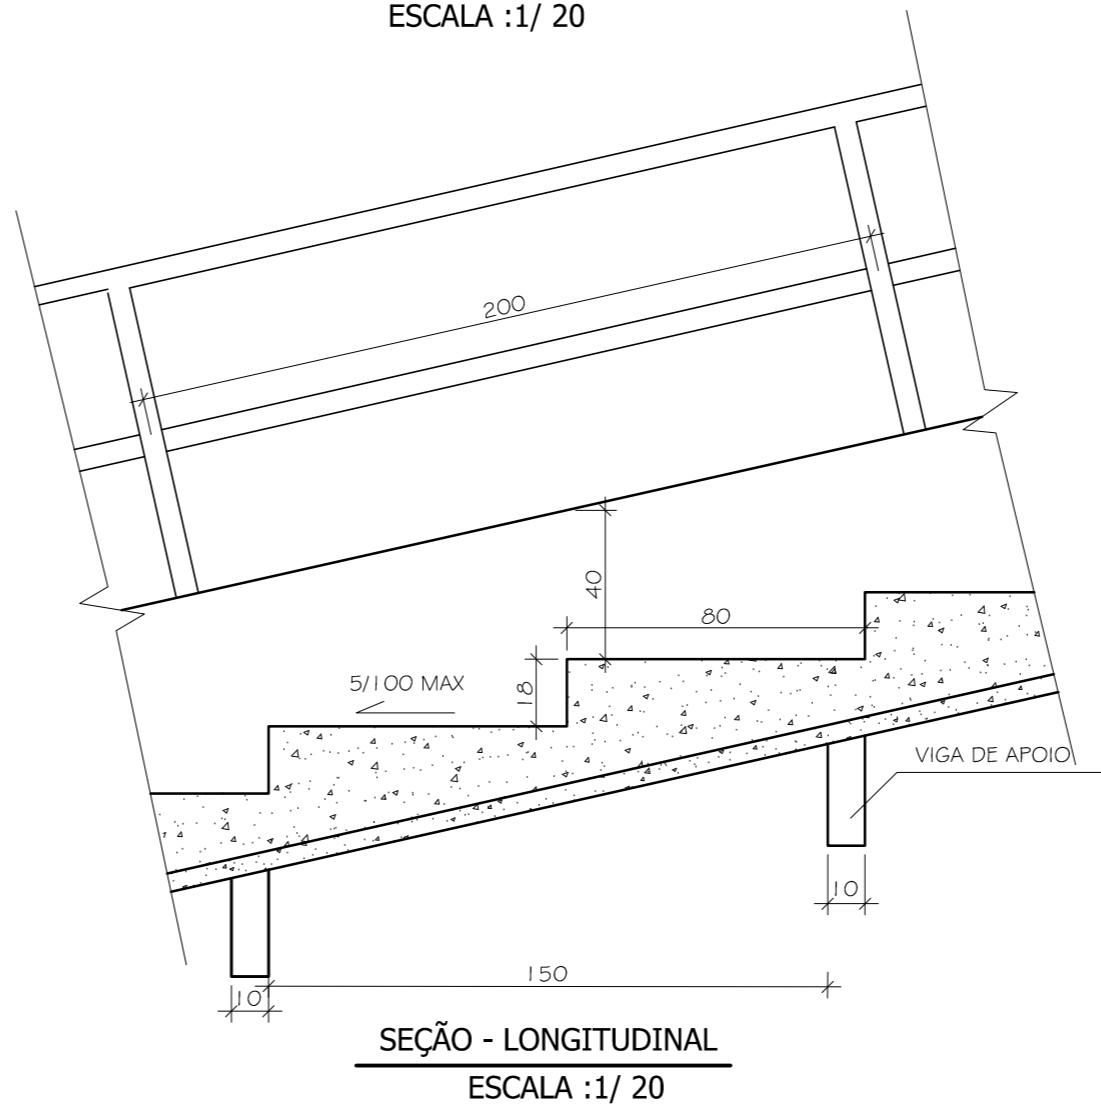 ESCALA :1/ 20
200
40
80
18
5/100 MAX
VIGA DE APOIO
10
150
10
SEÇÃO - LONGITUDINAL
ESCALA :1/ 20